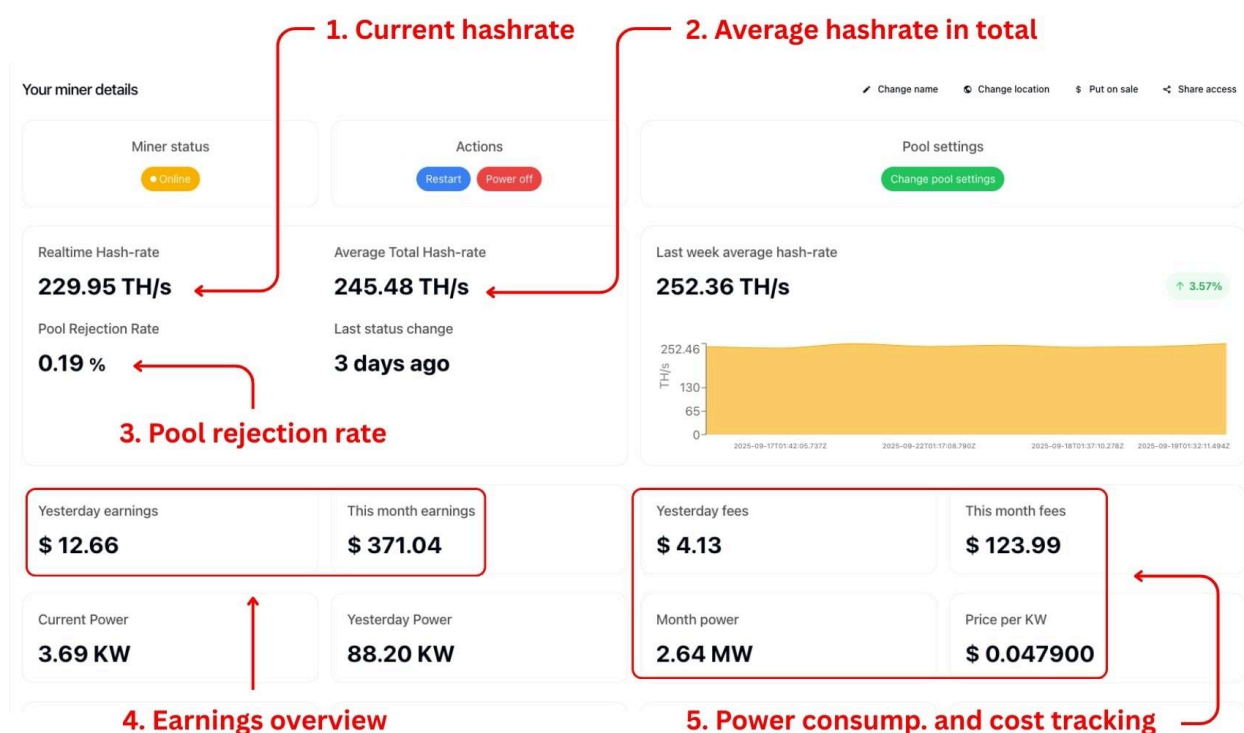 1. Current hashrate
2. Average hashrate in total
Your miner details
Change name
Change location
$ Put on sale
Share access
Miner status
Online
Actions
Restart
Power off
Pool settings
Change pool settings
Realtime Hash-rate
229.95 TH/s
Average Total Hash-rate
245.48 TH/s
Pool Rejection Rate
0.19 %
Last status change
3 days ago
3. Pool rejection rate
Last week average hash-rate
252.36 TH/s
↑ 3.57%
TH/s
252.46
130
65
0
2025-09-17T01:42:05.737Z
2025-09-22T01:17:08.790Z
2025-09-18T01:37:10.278Z
2025-09-19T01:32:11.494Z
Yesterday earnings
$ 12.66
This month earnings
$ 371.04
Yesterday fees
$ 4.13
This month fees
$ 123.99
Current Power
3.69 KW
Yesterday Power
88.20 KW
Month power
2.64 MW
Price per KW
$ 0.047900
4. Earnings overview
5. Power consump. and cost tracking